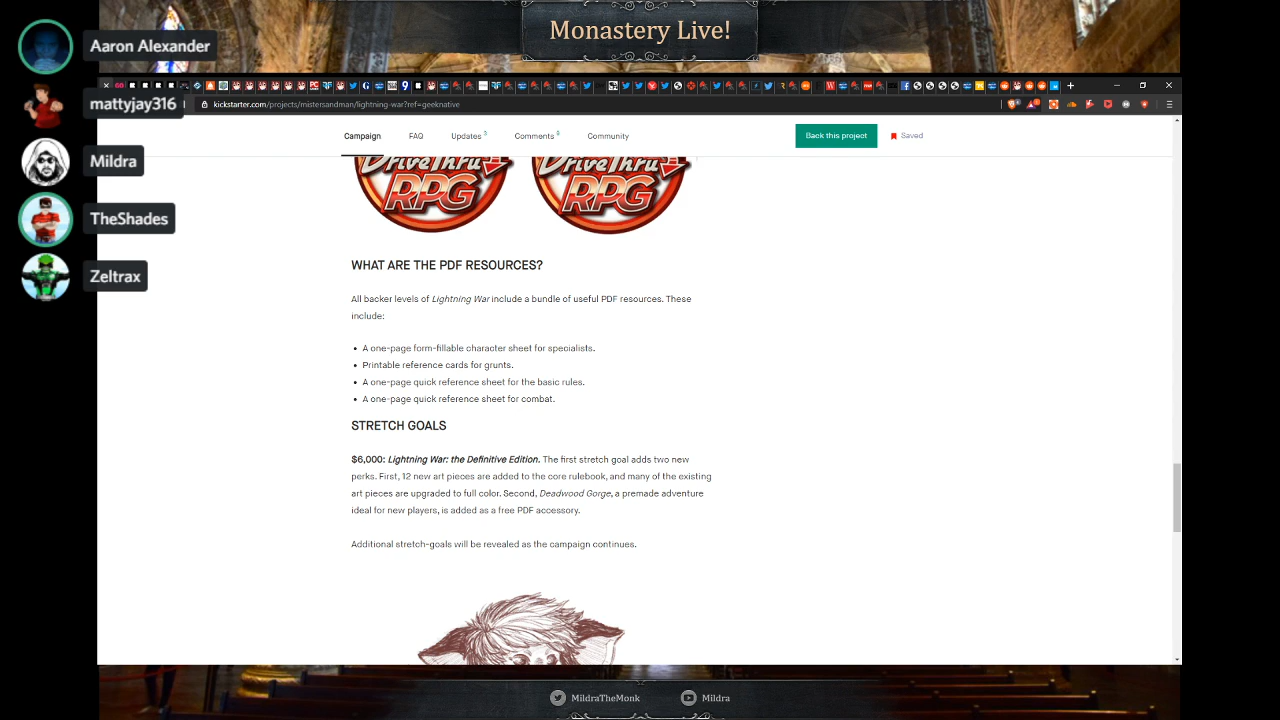 Monastery Live!
Aaron Alexander
mattyjay316
Mildra
TheShades
Zeltrax
kickstarter.com/projects/mistersandman/lightning-war?ref=geeknative
Campaign FAQ Updates 3 Comments 9 Community Back this project Saved
DriveThru DriveThru
RPG RPG
WHAT ARE THE PDF RESOURCES?
All backer levels of Lightning War include a bundle of useful PDF resources. These
include:
• A one-page form-fillable character sheet for specialists.
• Printable reference cards for grunts.
• A one-page quick reference sheet for the basic rules.
• A one-page quick reference sheet for combat.
STRETCH GOALS
$6,000: Lightning War: the Definitive Edition. The first stretch goal adds two new
perks. First, 12 new art pieces are added to the core rulebook, and many of the existing
art pieces are upgraded to full color. Second, Deadwood Gorge, a premade adventure
ideal for new players, is added as a free PDF accessory.
Additional stretch-goals will be revealed as the campaign continues.
MildraTheMonk Mildra